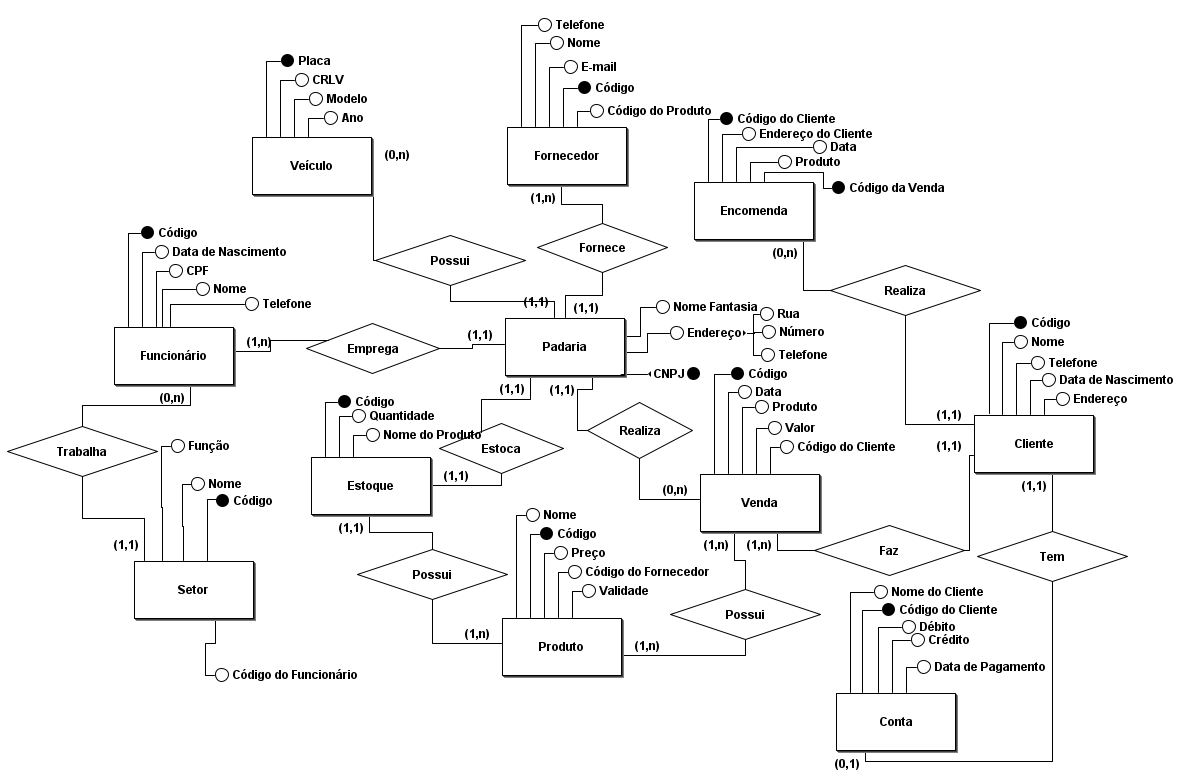 Telefone
Nome
E-mail
Código
Código do Produto
Fornecedor
Placa
CRLV
Modelo
Ano
Veículo
(0,n)
Código do Cliente
Endereço do Cliente
Data
Produto
Código da Venda
Encomenda
(1,n)
(0,n)
Fornece
Possui
Realiza
Código
Data de Nascimento
CPF
Nome
Telefone
Funcionário
(1,n)
Emprega
(1,1)
(1,1)
(1,1)
Padaria
Nome Fantasia
Endereço
Rua
Número
Telefone
CNPJ
(1,1)
(1,1)
Código
Nome
Telefone
Data de Nascimento
Endereço
Cliente
(1,1)
(1,1)
(1,1)
(0,n)
Trabalha
(1,1)
Função
Nome
Código
Setor
Código do Funcionário
Código
Quantidade
Nome do Produto
Estoque
Estoca
(1,1)
(1,1)
Realiza
(0,n)
Código
Data
Produto
Valor
Código do Cliente
Venda
(1,n)
(1,n)
Faz
Tem
Possui
(1,n)
Nome
Código
Preço
Código do Fornecedor
Validade
Produto
(1,n)
Possui
Nome do Cliente
Código do Cliente
Débito
Crédito
Data de Pagamento
Conta
(0,1)